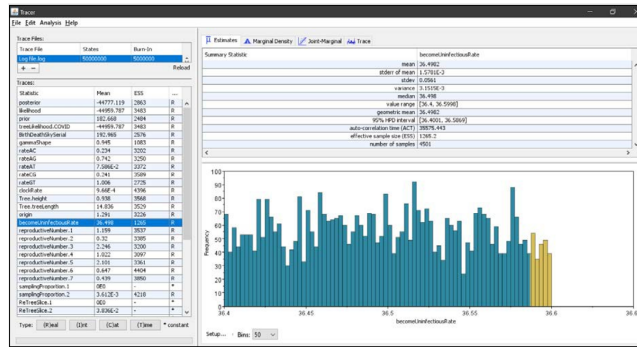 Tracer
File Edit Analysis Help
Trace Files:
Trace File States Burn-In
Log file.log 50000000 5000000
+ - Reload
Traces:
Statistic Mean ESS ...
posterior -44777.119 2863 R
likelihood -44959.787 3483 R
prior 182.668 2484 R
treeLikelihood.COVID -44959.787 3483 R
BirthDeathSkySerial 192.965 2576 R
gammaShape 0.945 1083 R
rateAC 0.234 3202 R
rateAG 0.742 3250 R
rateAT 7.586E-2 3372 R
rateCG 0.241 3589 R
rateGT 1.006 2725 R
clockRate 9.66E-4 4396 R
Tree.height 0.938 3568 R
Tree.treeLength 14.836 3529 R
origin 1.291 3226 R
becomeUninfectiousRate 36.498 1265 R
reproductiveNumber.1 1.159 3537 R
reproductiveNumber.2 0.32 3385 R
reproductiveNumber.3 2.246 3200 R
reproductiveNumber.4 1.822 3097 R
reproductiveNumber.5 2.101 3361 R
reproductiveNumber.6 0.647 4404 R
reproductiveNumber.7 0.439 3850 R
samplingProportion.1 0E0 - *
samplingProportion.2 3.612E-3 4218 R
ReTreeSlice.1 0E0 - *
ReTreeSlice.2 3.836E-2 - R
Type: (R)eal (I)nt (C)at (T)ime * constant
Estimates Marginal Density Joint-Marginal Trace
Summary Statistic becomeUninfectiousRate
mean 36.4982
stderr of mean 1.5781E-3
stdev 0.0561
variance 3.1515E-3
median 36.498
value range [36.4, 36.5998]
geometric mean 36.4982
95% HPD interval [36.4001, 36.5869]
auto-correlation time (ACT) 35575.443
effective sample size (ESS) 1265.2
number of samples 4501
100
90
80
70
60
50
40
30
20
10
0
Frequency
36.4 36.45 36.5 36.55 36.6
becomeUninfectiousRate
Setup... Bins: 50